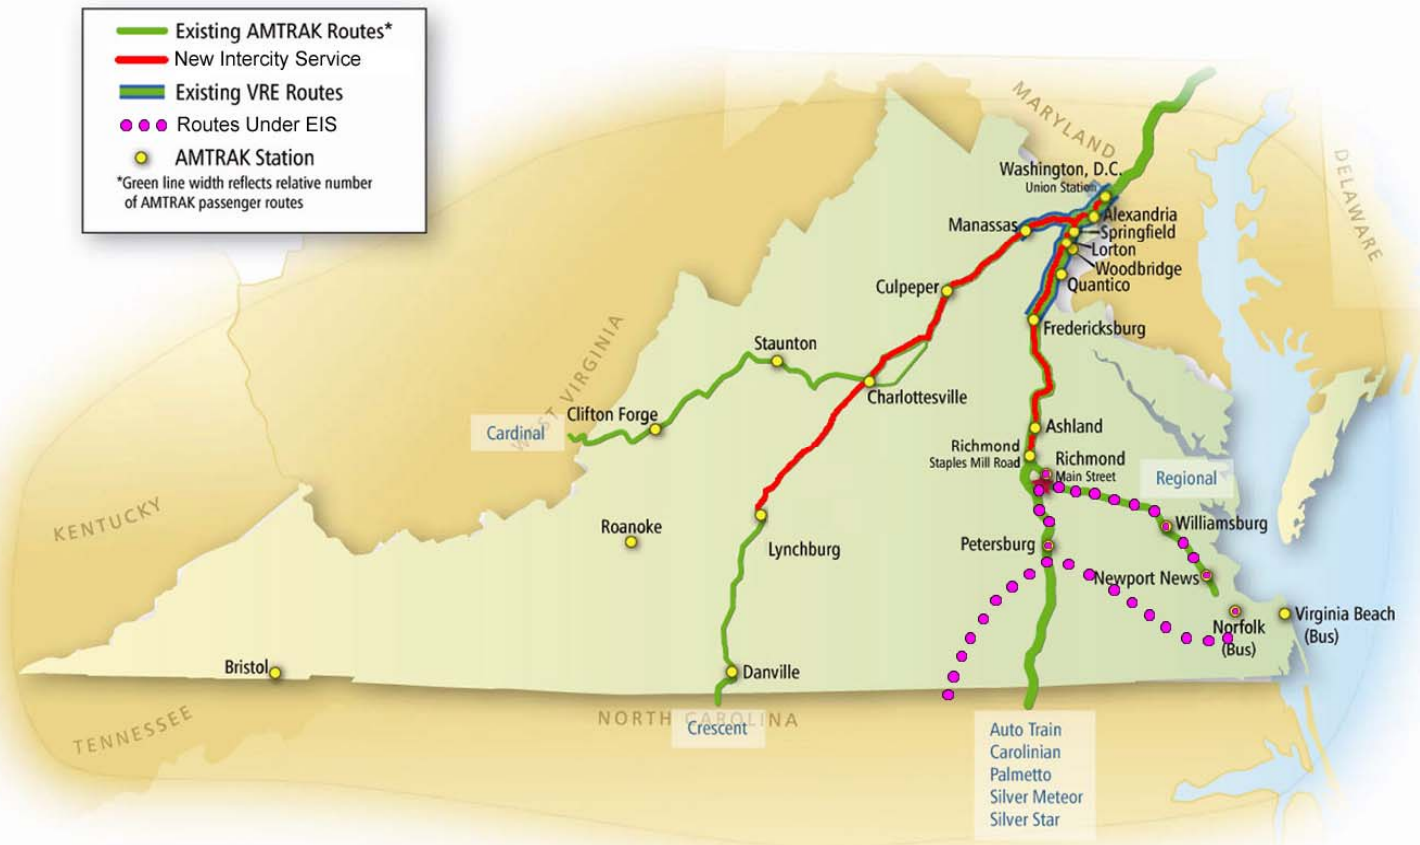 Existing AMTRAK Routes*
New Intercity Service
Existing VRE Routes
Routes Under EIS
AMTRAK Station
*Green line width reflects relative number
of AMTRAK passenger routes
MARYLAND
DELAWARE
Washington, D.C.
Union Station
Alexandria
Manassas
Springfield
Lorton
Woodbridge
Quantico
Culpeper
Fredericksburg
WEST VIRGINIA
Staunton
Charlottesville
Clifton Forge
Cardinal
Ashland
Richmond
Staples Mill Road
Richmond
Main Street
Regional
KENTUCKY
Roanoke
Lynchburg
Williamsburg
Petersburg
Newport News
Norfolk
(Bus)
Virginia Beach
(Bus)
Bristol
Danville
TENNESSEE
NORTH CAROLINA
Crescent
Auto Train
Carolinian
Palmetto
Silver Meteor
Silver Star